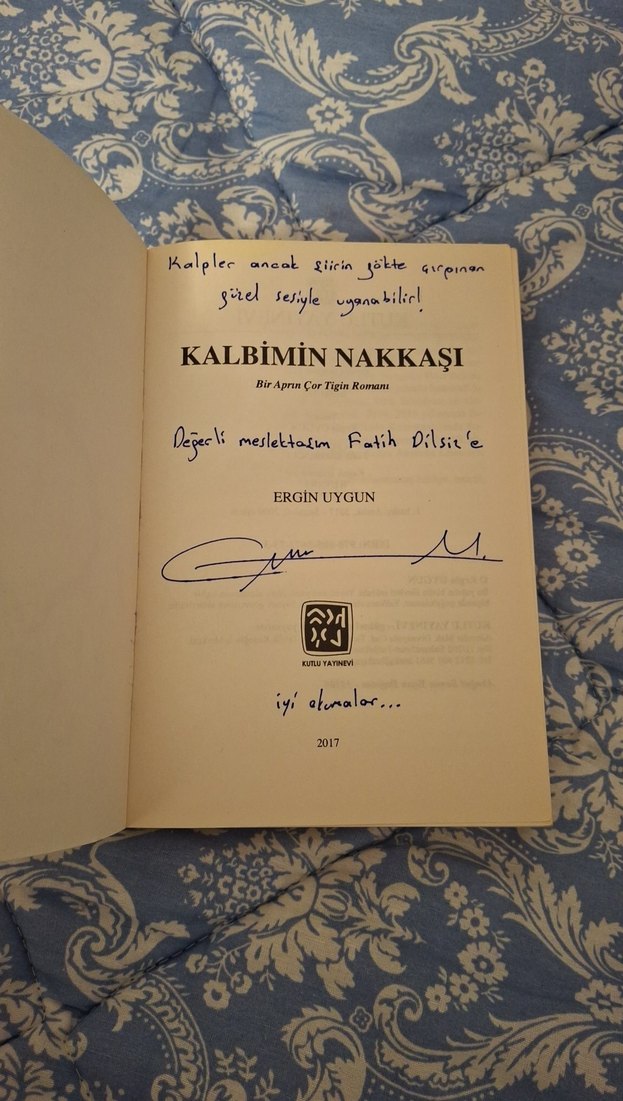 Kalpler ancak şiirin gökte çırpınan
güzel sesiyle uyanabilir!
KALBİMİN NAKKAŞI
Bir Aprın Çor Tigin Romanı
Değerli meslektaşım Fatih Dilsiz'e
ERGİN UYGUN
KUTLU YAYINEVİ
iyi okumalar...
2017